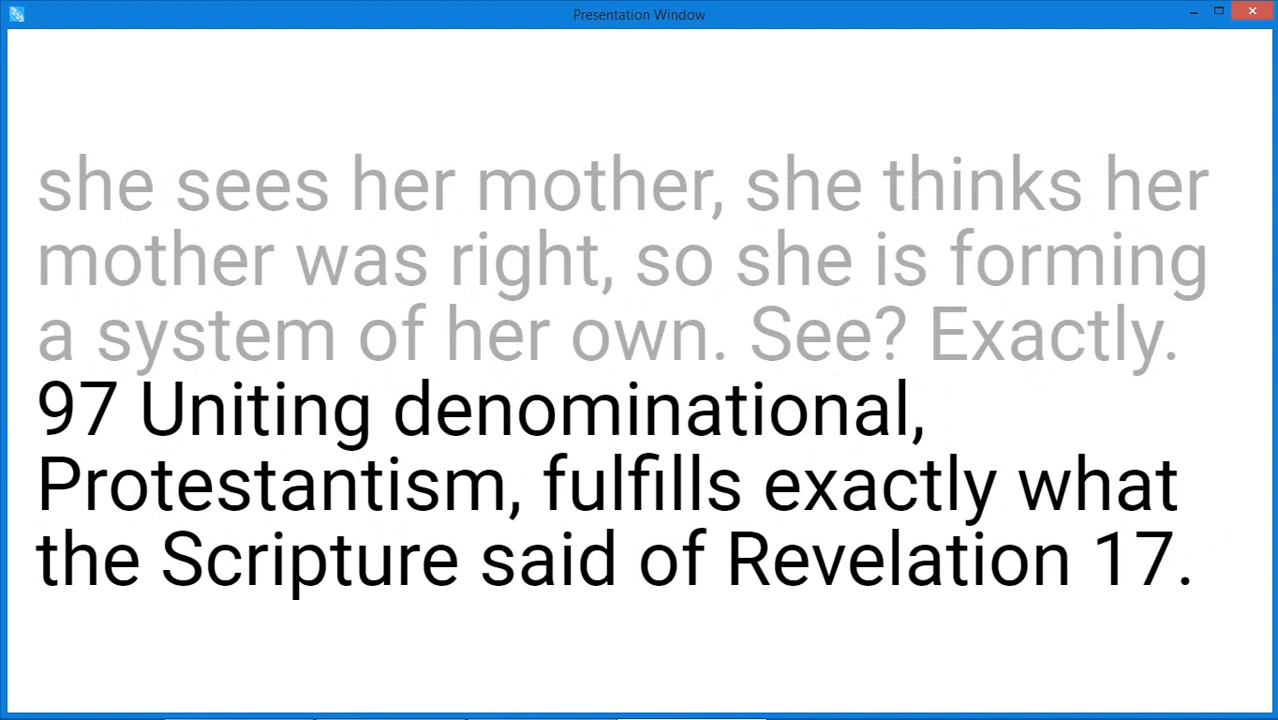 Presentation Window
she sees her mother, she thinks her
mother was right, so she is forming
a system of her own. See? Exactly.
97 Uniting denominational,
Protestantism, fulfills exactly what
the Scripture said of Revelation 17.